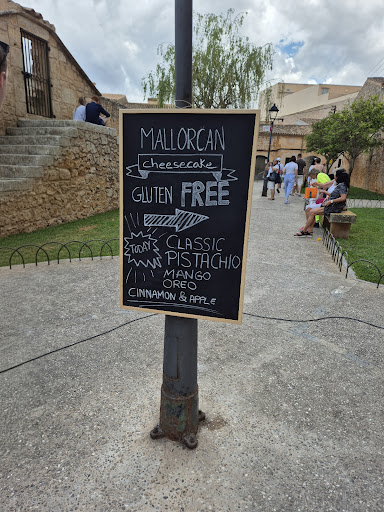 MALLORCAN
cheesecake
GLUTEN FREE
TODAY
CLASSIC
PISTACHIO
MANGO
OREO
CINNAMON & APPLE